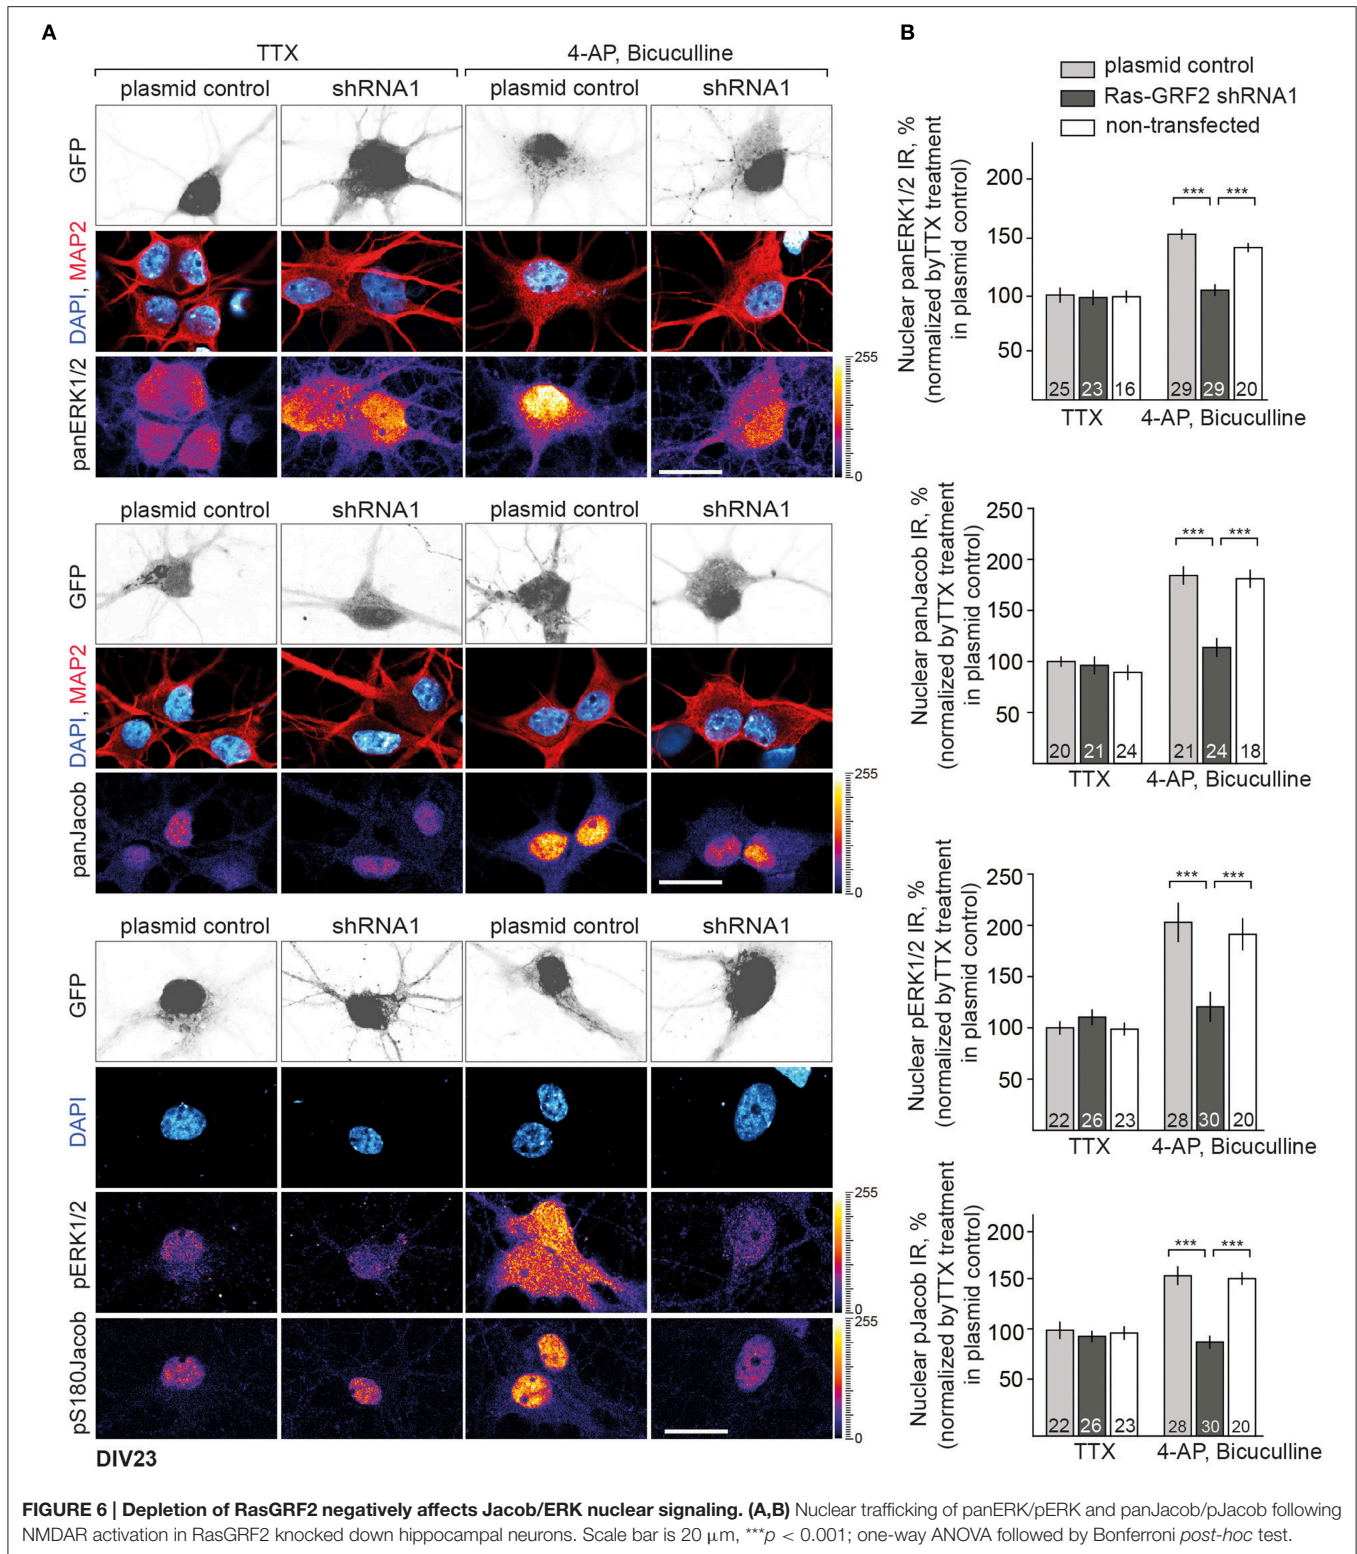 A
TTX 4-AP, Bicuculline
plasmid control shRNA1 plasmid control shRNA1
GFP
DAPI, MAP2
panERK1/2
255
0
plasmid control shRNA1 plasmid control shRNA1
GFP
DAPI, MAP2
panJacob
255
0
plasmid control shRNA1 plasmid control shRNA1
GFP
DAPI
pERK1/2
255
0
pS180Jacob
255
0
DIV23
B
plasmid control
Ras-GRF2 shRNA1
non-transfected
Nuclear panERK1/2 IR, %
(normalized byTTX treatment
in plasmid control)
200
150
100
50
*** ***
25 23 16 29 29 20
TTX 4-AP, Bicuculline
Nuclear panJacob IR, %
(normalized byTTX treatment
in plasmid control)
250
200
150
100
50
*** ***
20 21 24 21 24 18
TTX 4-AP, Bicuculline
Nuclear pERK1/2 IR, %
(normalized byTTX treatment
in plasmid control)
250
200
150
100
50
*** ***
22 26 23 28 30 20
TTX 4-AP, Bicuculline
Nuclear pJacob IR, %
(normalized byTTX treatment
in plasmid control)
200
150
100
50
*** ***
22 26 23 28 30 20
TTX 4-AP, Bicuculline
FIGURE 6 | Depletion of RasGRF2 negatively affects Jacob/ERK nuclear signaling. (A,B) Nuclear trafficking of panERK/pERK and panJacob/pJacob following
NMDAR activation in RasGRF2 knocked down hippocampal neurons. Scale bar is 20 μm, ***p < 0.001; one-way ANOVA followed by Bonferroni post-hoc test.